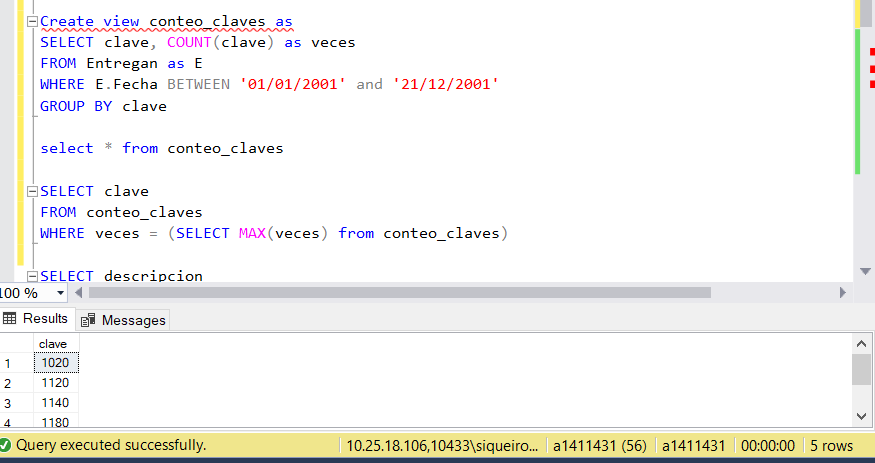 Create view conteo_claves as
SELECT clave, COUNT(clave) as veces
FROM Entregan as E
WHERE E.Fecha BETWEEN '01/01/2001' and '21/12/2001'
GROUP BY clave
select * from conteo_claves
SELECT clave
FROM conteo_claves
WHERE veces = (SELECT MAX(veces) from conteo_claves)
SELECT descripcion
100 %
Results Messages
clave
1 1020
2 1120
3 1140
4 1180
Query executed successfully. 10.25.18.106,10433\siqueiro... a1411431 (56) a1411431 00:00:00 5 rows